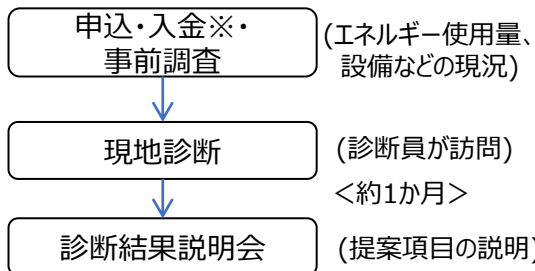 申込・入金※・
事前調査
(エネルギー使用量、
設備などの現況)
現地診断
(診断員が訪問)
<約1か月>
診断結果説明会
(提案項目の説明)